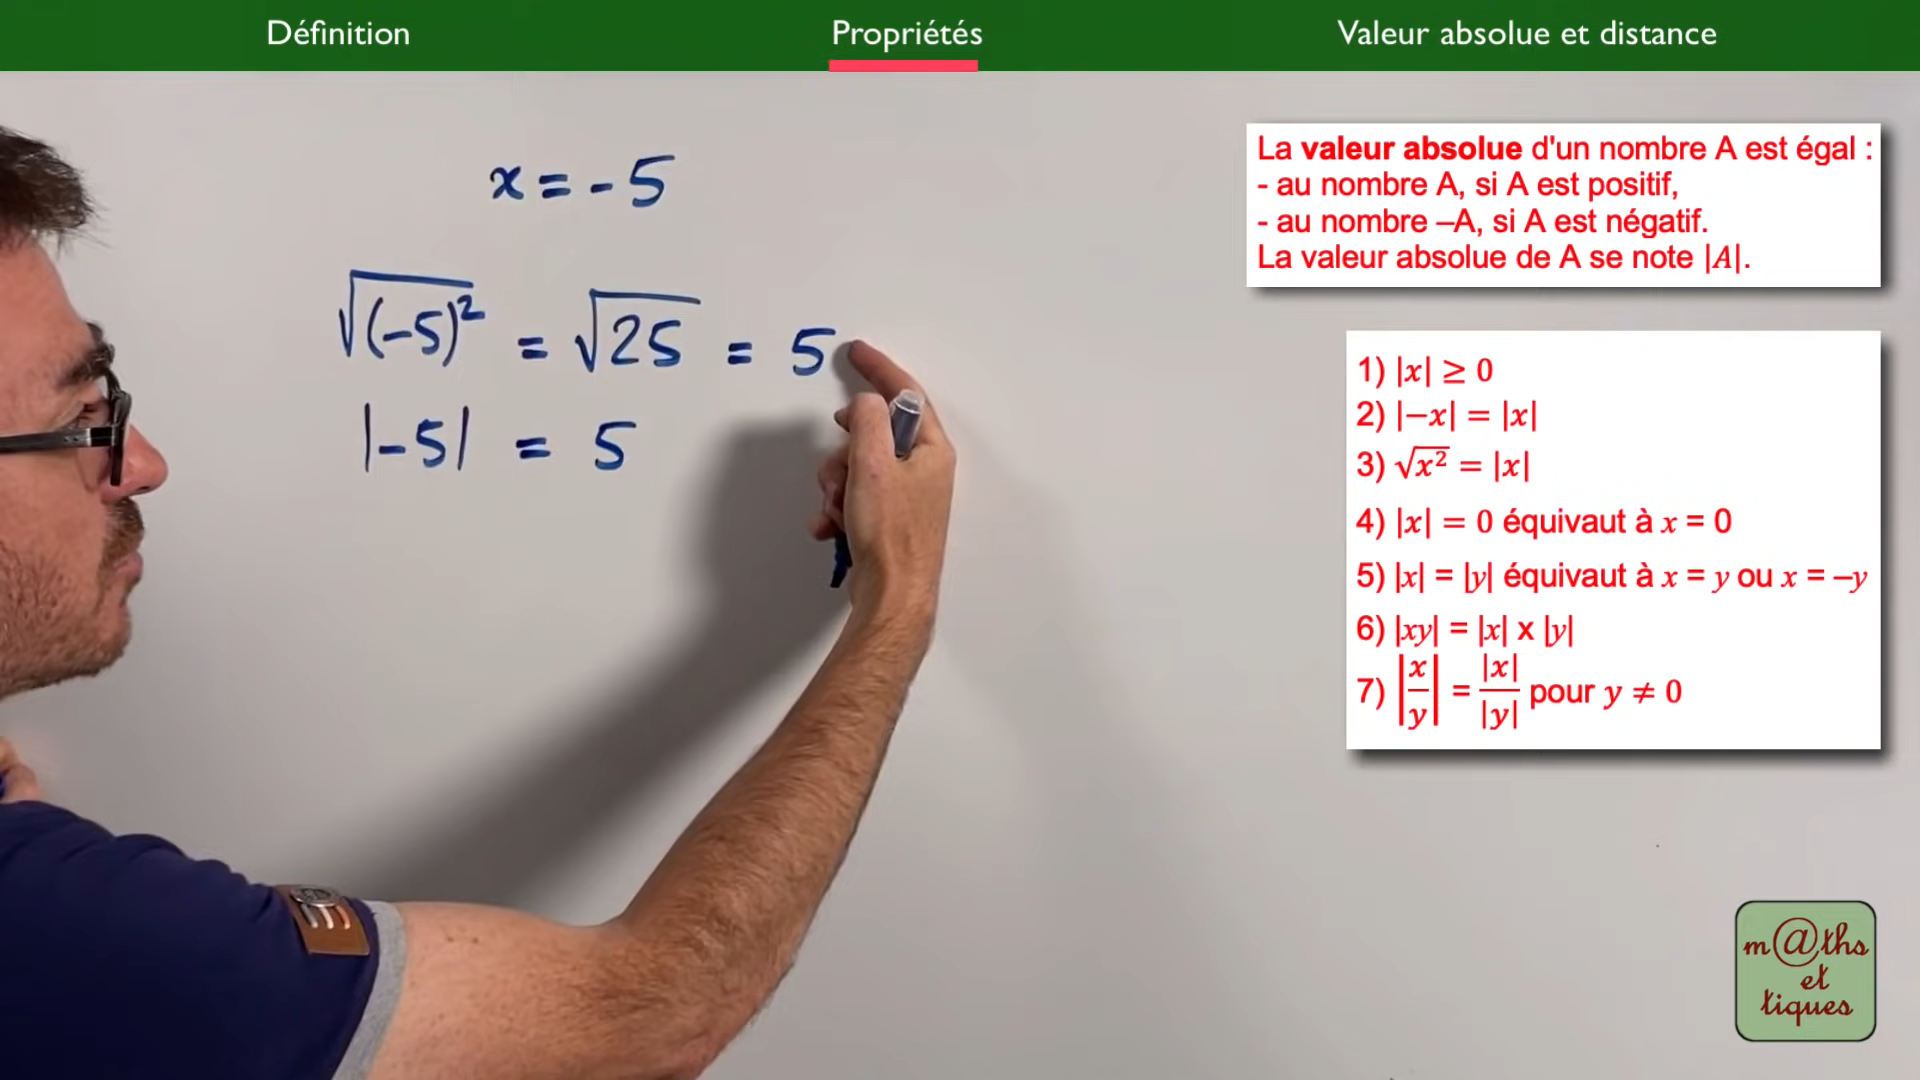 Définition
Propriétés
Valeur absolue et distance
x = -5
√(-5)² = √25 = 5
|-5| = 5
La valeur absolue d'un nombre A est égal :
- au nombre A, si A est positif,
- au nombre –A, si A est négatif.
La valeur absolue de A se note |A|.
1) |x| ≥ 0
2) |−x| = |x|
3) √x² = |x|
4) |x| = 0 équivaut à x = 0
5) |x| = |y| équivaut à x = y ou x = –y
6) |xy| = |x| x |y|
7) |x/y| = |x|/|y| pour y ≠ 0
m@ths
et
tiques